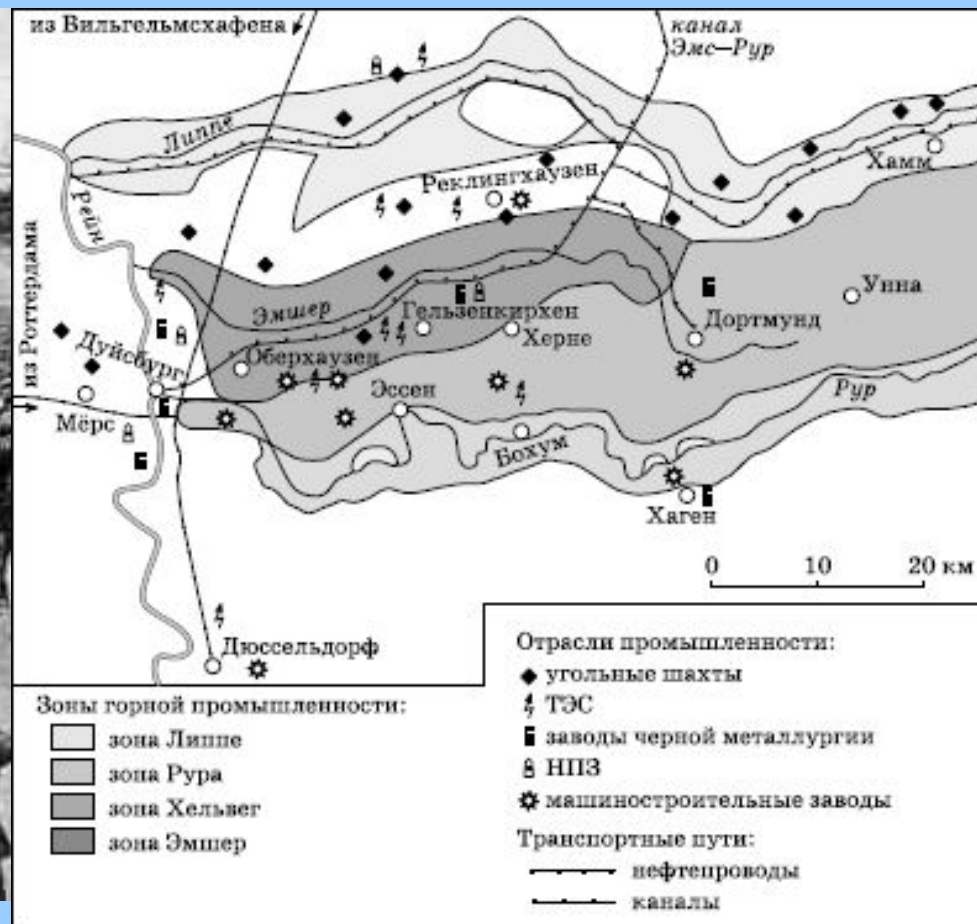 из Вильгельмсхафена
канал
Эмс–Рур
Липпе
Хамм
Реклингхаузен
Рейн
из Роттердама
Эмшер
Гельзенкирхен
Унна
Дуйсбург
Оберхаузен
Херне
Дортмунд
Эссен
Рур
Мёрс
Бохум
Хаген
0 10 20 км
Дюссельдорф
Зоны горной промышленности:
зона Липпе
зона Рура
зона Хельвег
зона Эмшер
Отрасли промышленности:
угольные шахты
ТЭС
заводы черной металлургии
НПЗ
машиностроительные заводы
Транспортные пути:
нефтепроводы
каналы